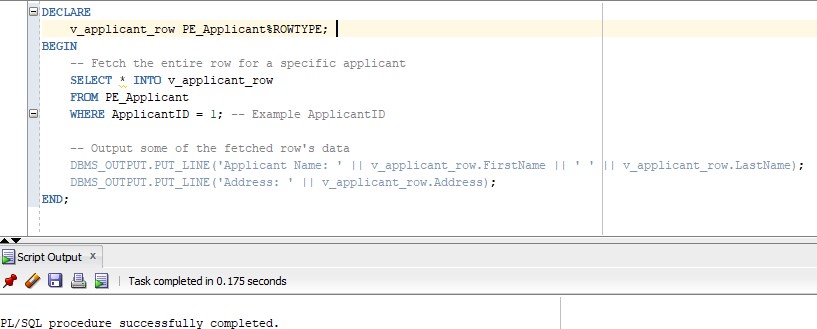 DECLARE
v_applicant_row PE_Applicant%ROWTYPE;
BEGIN
-- Fetch the entire row for a specific applicant
SELECT * INTO v_applicant_row
FROM PE_Applicant
WHERE ApplicantID = 1; -- Example ApplicantID
-- Output some of the fetched row's data
DBMS_OUTPUT.PUT_LINE('Applicant Name: ' || v_applicant_row.FirstName || ' ' || v_applicant_row.LastName);
DBMS_OUTPUT.PUT_LINE('Address: ' || v_applicant_row.Address);
END;
Script Output x
Task completed in 0.175 seconds
PL/SQL procedure successfully completed.